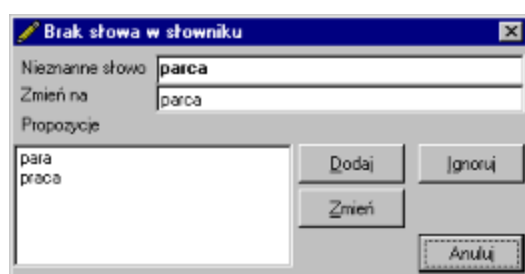 Brak słowa w słowniku
Nieznanne słowo parca
Zmień na parca
Propozycje
para
praca
Dodaj Ignoruj
Zmień
Anuluj